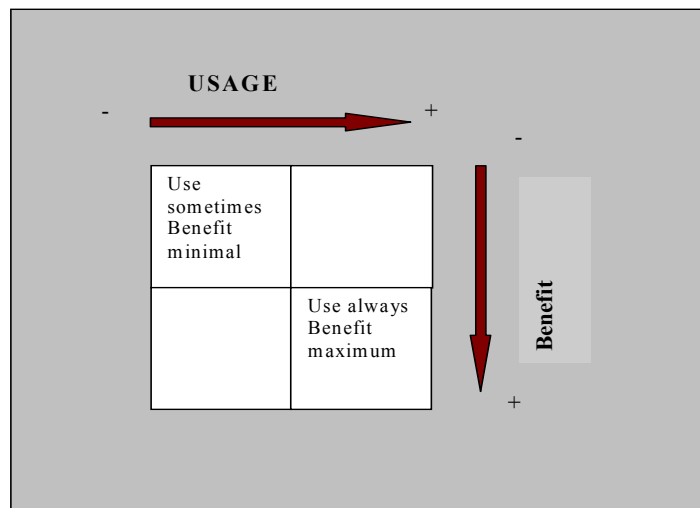 USAGE
- +
-
Use
sometimes
Benefit
minimal
Use always
Benefit
maximum
Benefit
+